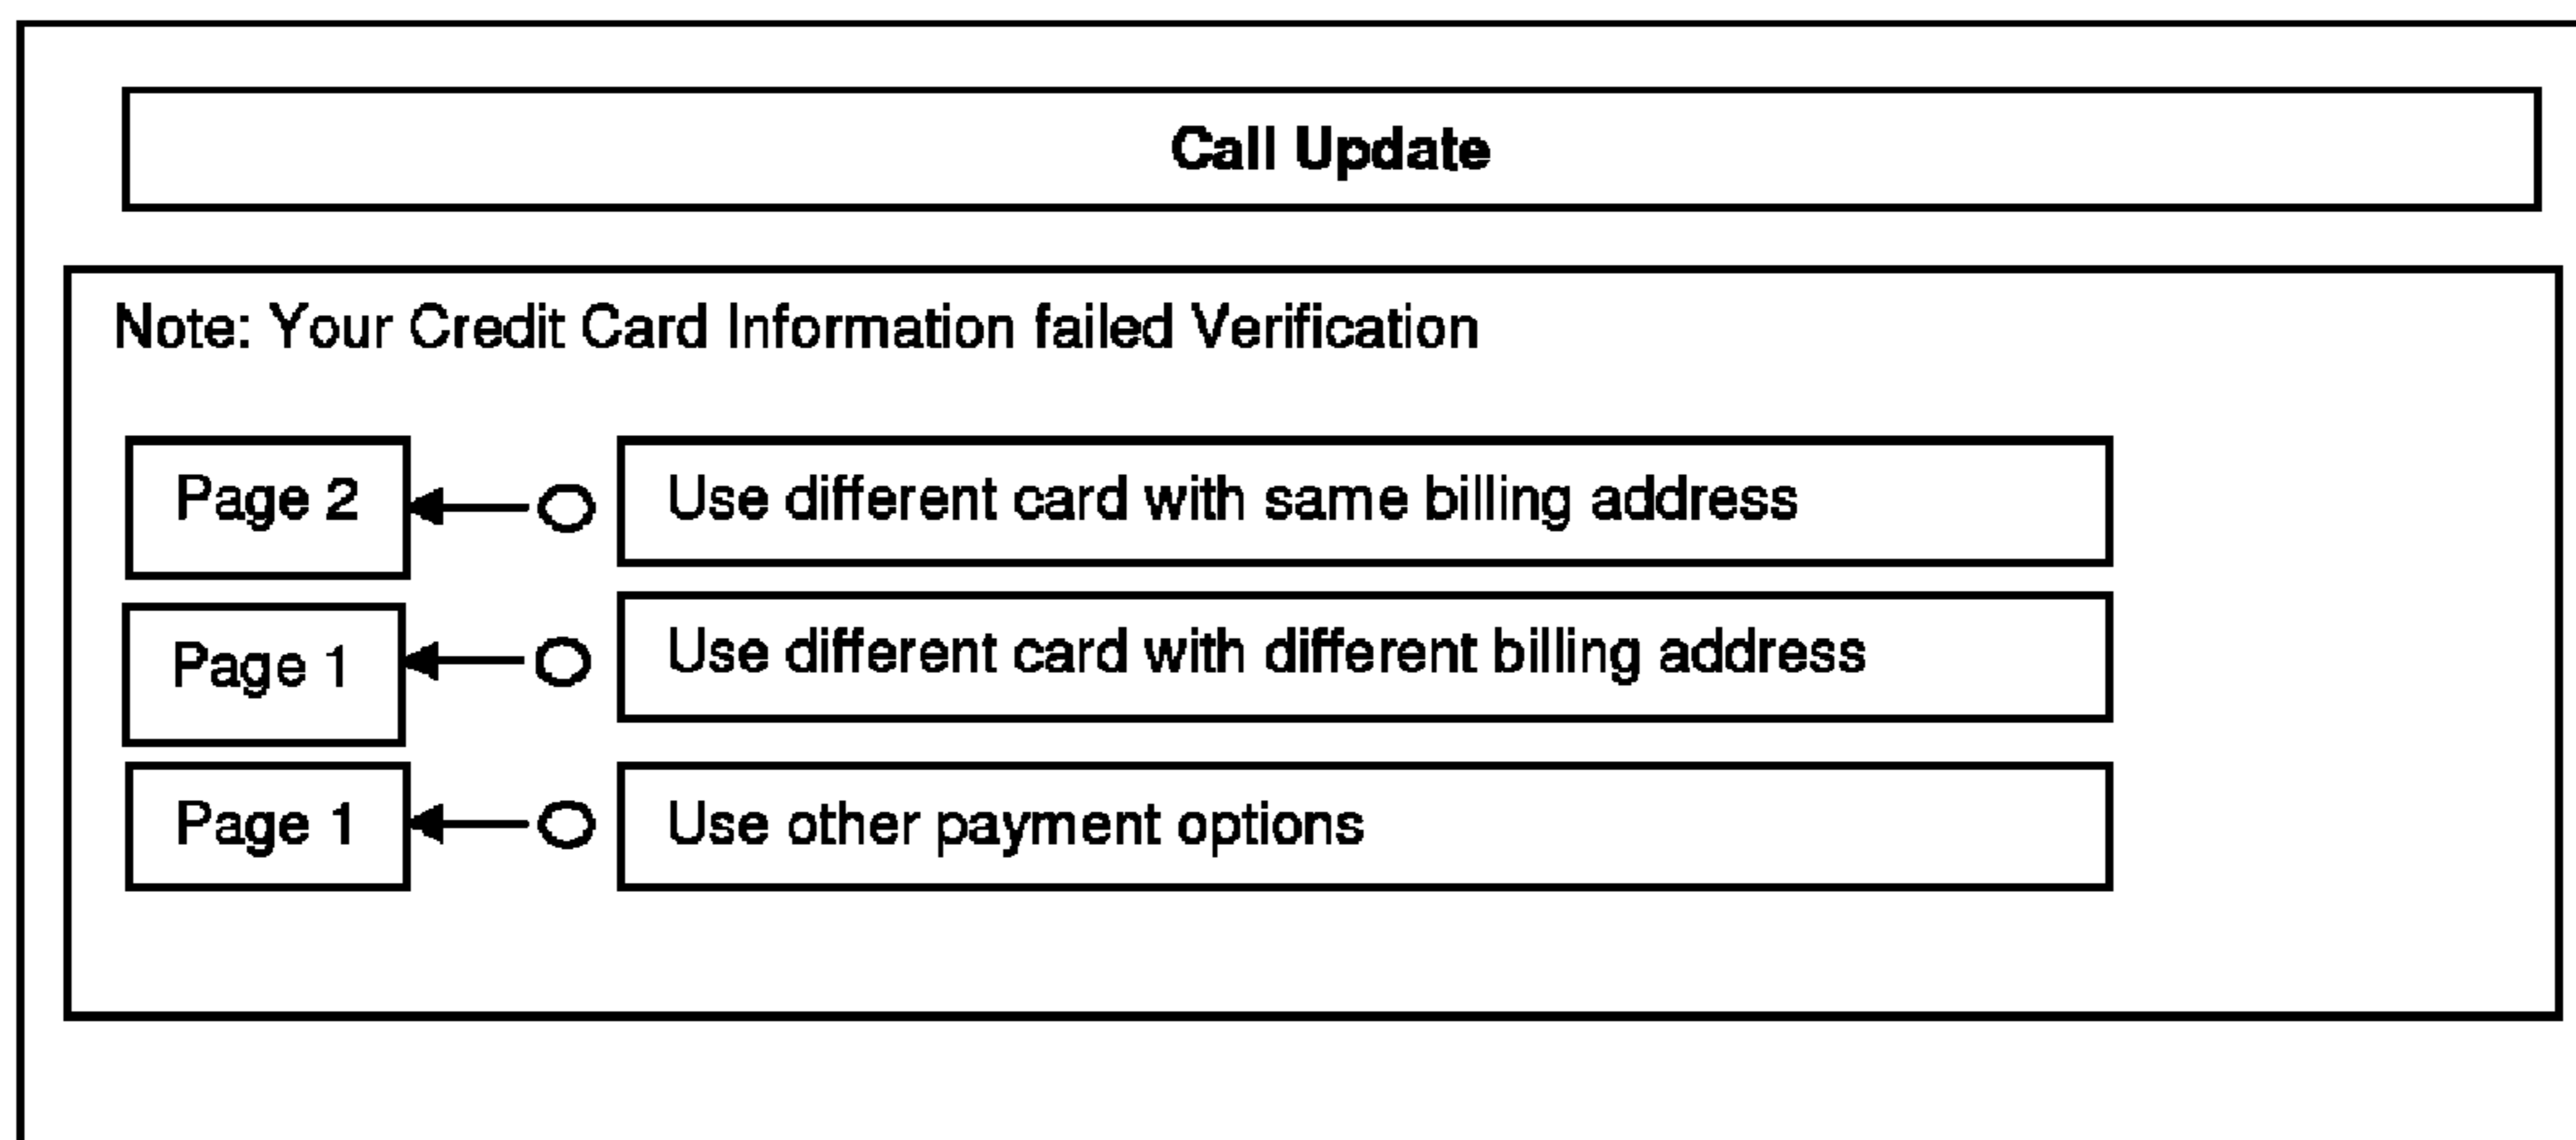 Call Update
Note: Your Credit Card Information failed Verification
Page 2 Use different card with same billing address
Page 1 Use different card with different billing address
Page 1 Use other payment options